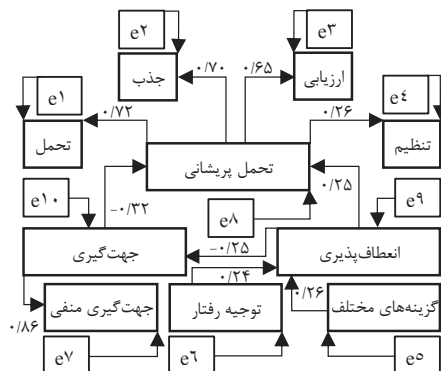 e۲ e۳
جذب ۰/۷۰ ۰/۶۵ ارزیابی
e۱ e۴
۰/۷۲ ۰/۲۶
تحمل تنظیم
تحمل پریشانی
e۱۰ -۰/۳۲ e۸ ۰/۲۵ e۹
جهت‌گیری -۰/۲۵ انعطاف‌پذیری
۰/۲۴ ۰/۲۶
جهت‌گیری منفی توجیه رفتار گزینه‌های مختلف
۰/۸۶
e۷ e۶ e۵